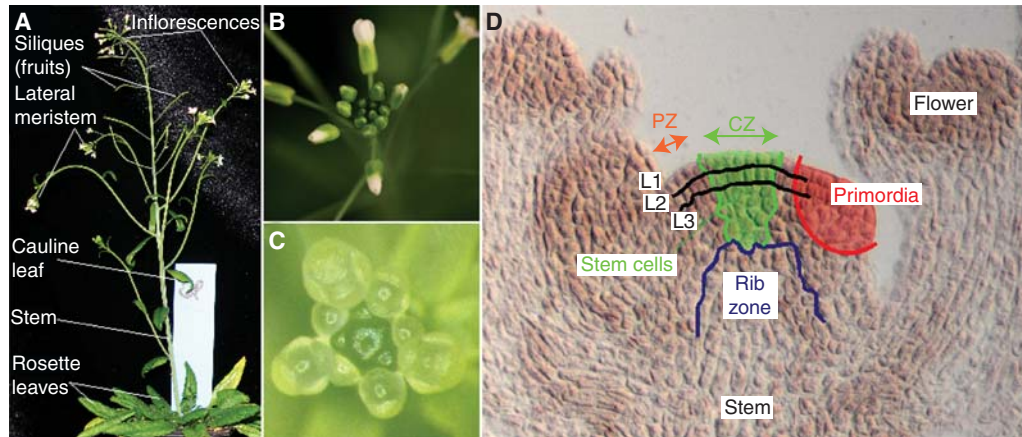 A
Inflorescences
Siliques
(fruits)
Lateral
meristem
Cauline
leaf
Stem
Rosette
leaves
B
C
D
Flower
PZ
CZ
L1
L2
L3
Primordia
Stem cells
Rib
zone
Stem